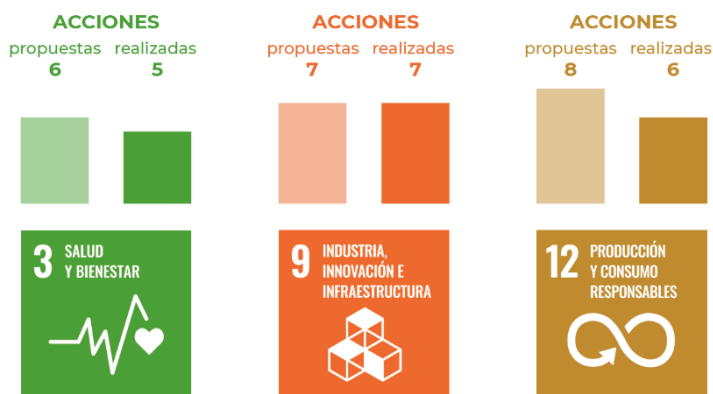 ACCIONES
propuestas realizadas
6 5
ACCIONES
propuestas realizadas
7 7
ACCIONES
propuestas realizadas
8 6
3 SALUD
Y BIENESTAR
9 INDUSTRIA,
INNOVACIÓN E
INFRAESTRUCTURA
12 PRODUCCIÓN
Y CONSUMO
RESPONSABLES